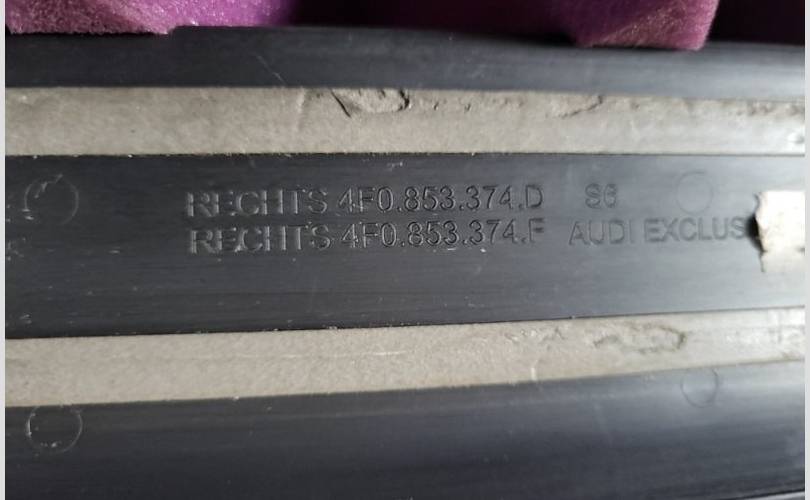 RECHTS 4F0.853.374.D S6
RECHTS 4F0.853.374.F AUDI EXCLUS